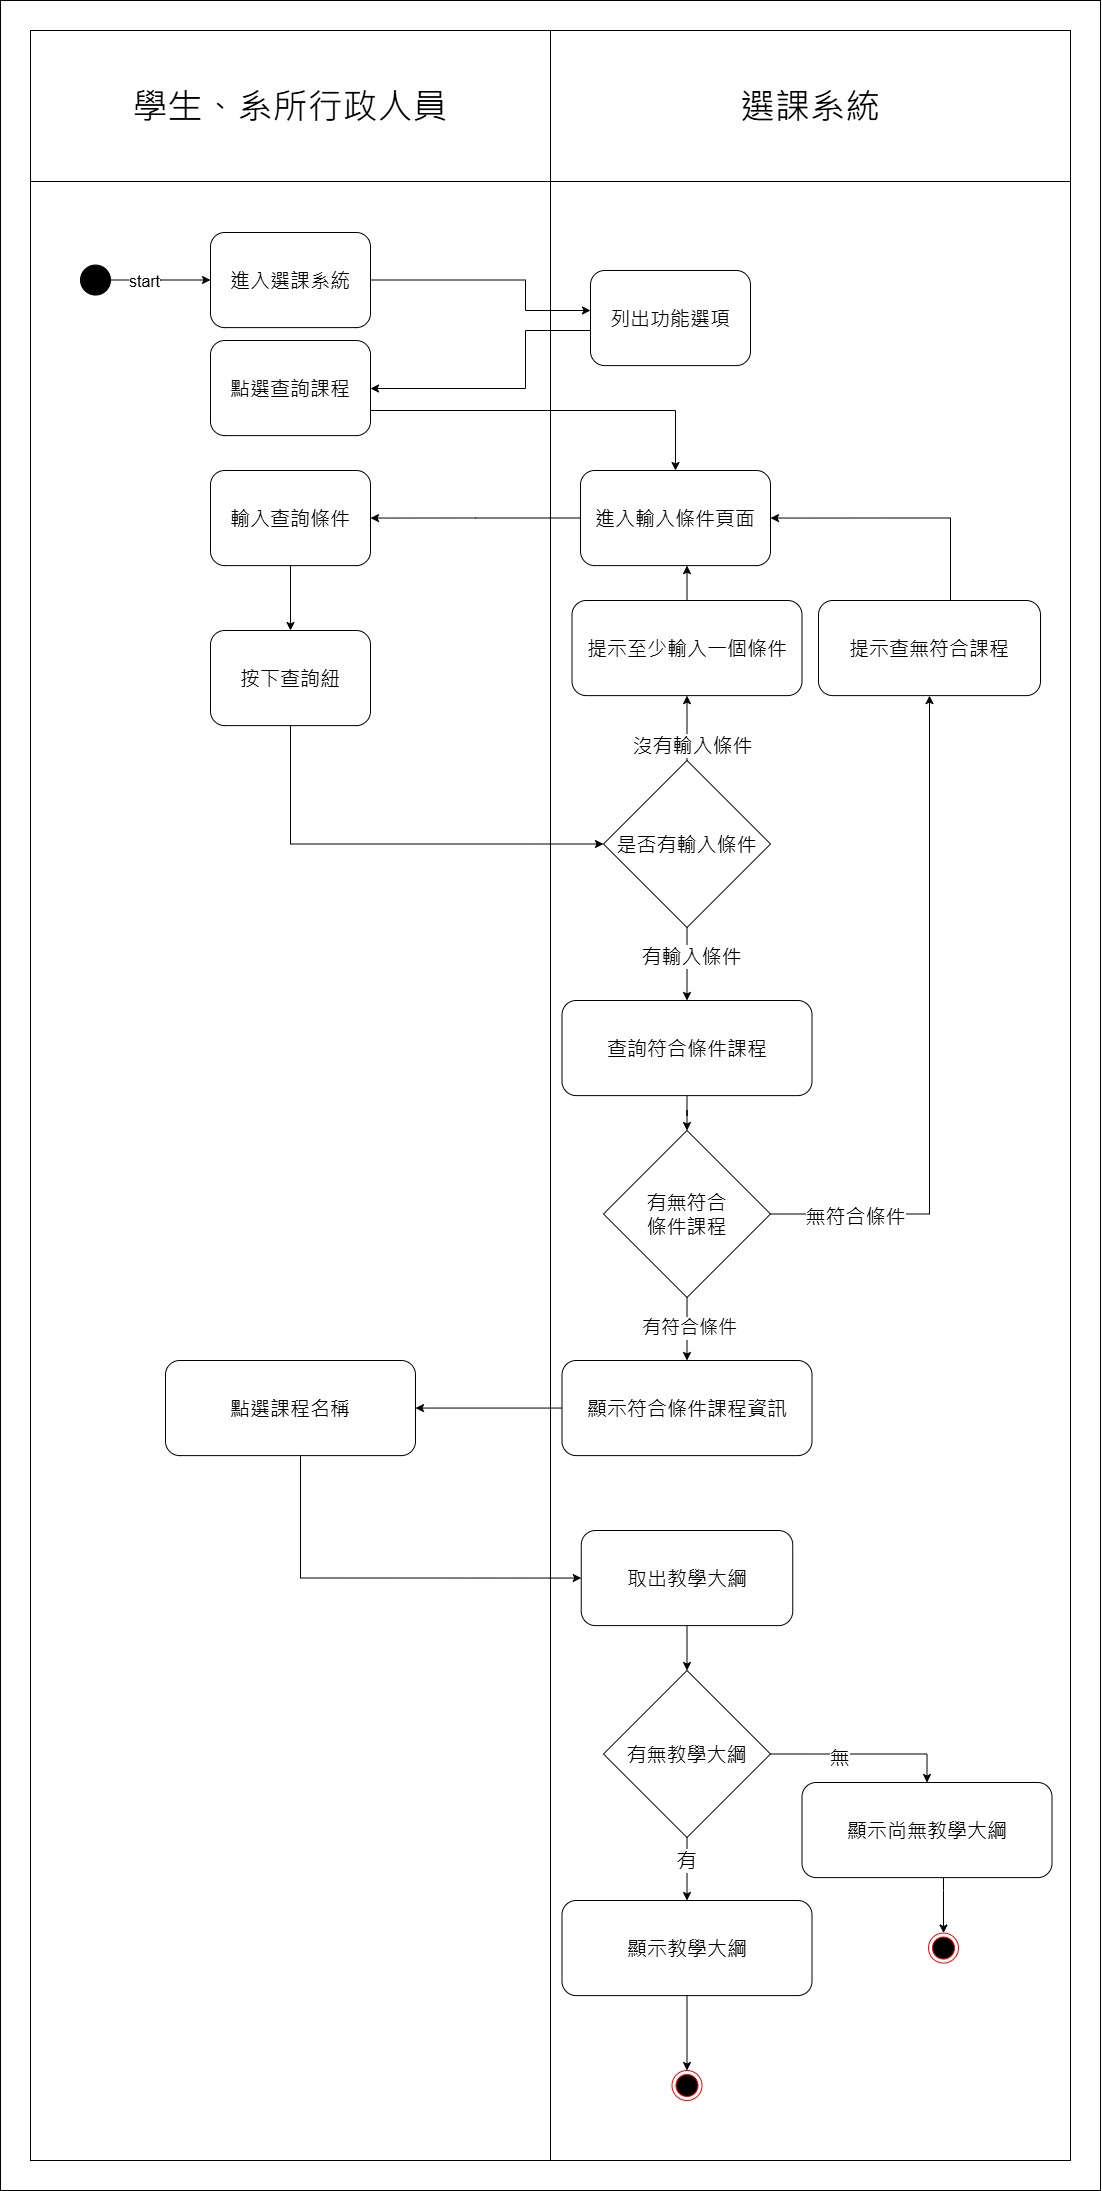 學生、系所行政人員
選課系統
start
進入選課系統
列出功能選項
點選查詢課程
輸入查詢條件
進入輸入條件頁面
提示至少輸入一個條件
提示查無符合課程
按下查詢紐
沒有輸入條件
是否有輸入條件
有輸入條件
查詢符合條件課程
有無符合
條件課程
無符合條件
有符合條件
點選課程名稱
顯示符合條件課程資訊
取出教學大綱
有無教學大綱
無
顯示尚無教學大綱
有
顯示教學大綱